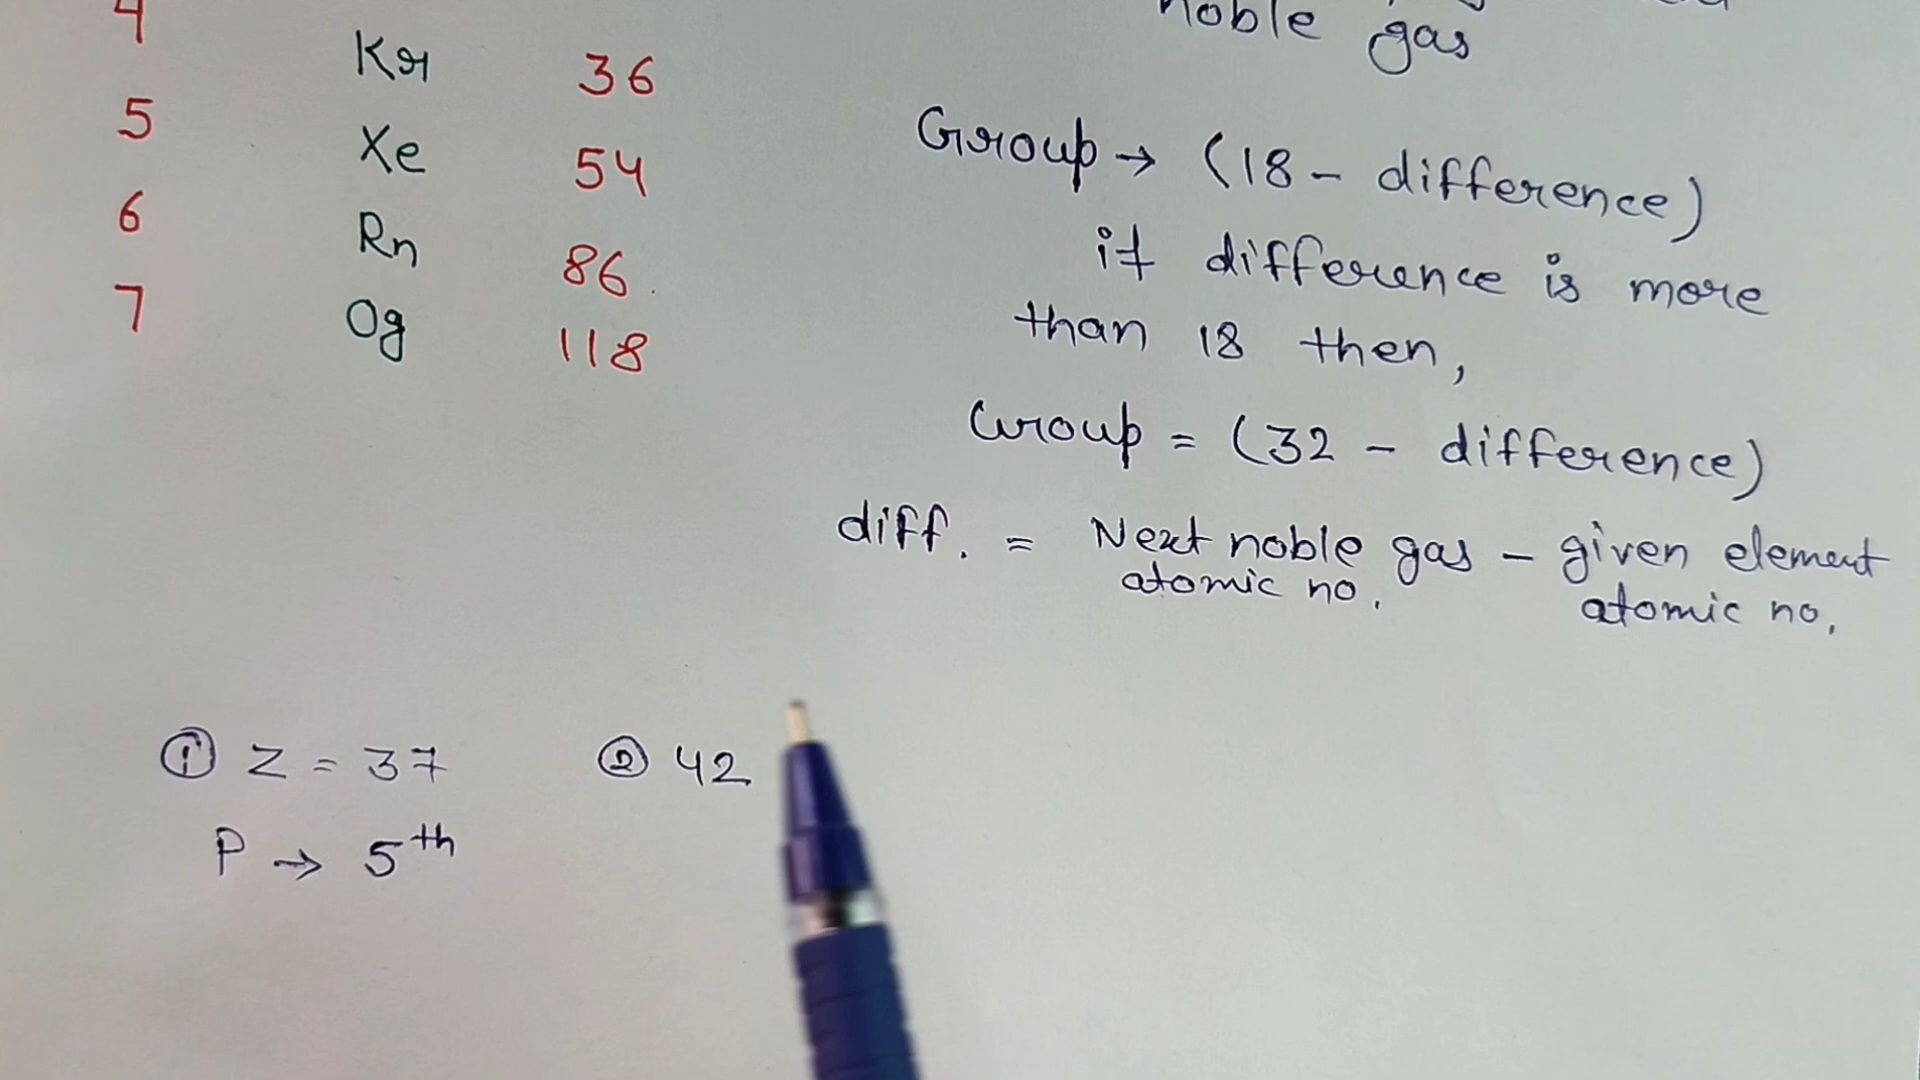 4
Kr 36
5
Xe 54
6
Rn 86
7
Og 118
noble gas
Group → (18 - difference)
if difference is more
than 18 then,
Group = (32 - difference)
diff. = Next noble gas - given element
atomic no. atomic no.
① Z = 37 ② 42
P → 5th